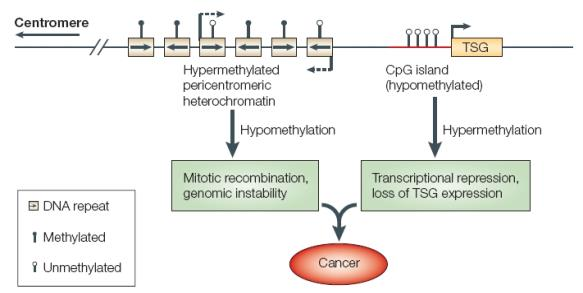 Centromere
TSG
Hypermethylated
pericentromeric
heterochromatin
CpG island
(hypomethylated)
Hypomethylation
Hypermethylation
Mitotic recombination,
genomic instability
Transcriptional repression,
loss of TSG expression
DNA repeat
Methylated
Unmethylated
Cancer